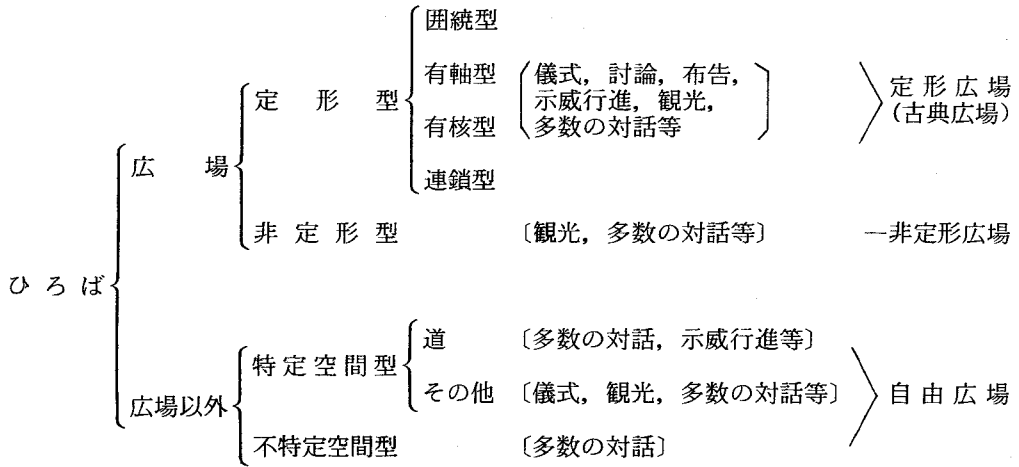 囲繞型
有軸型
儀式，討論，布告，
示威行進，観光，
多数の対話等
定形型
有核型
定形広場
（古典広場）
広場
連鎖型
非定形型 〔観光，多数の対話等〕 ―非定形広場
ひろば
道 〔多数の対話，示威行進等〕
特定空間型
その他 〔儀式，観光，多数の対話等〕
自由広場
広場以外
不特定空間型 〔多数の対話〕